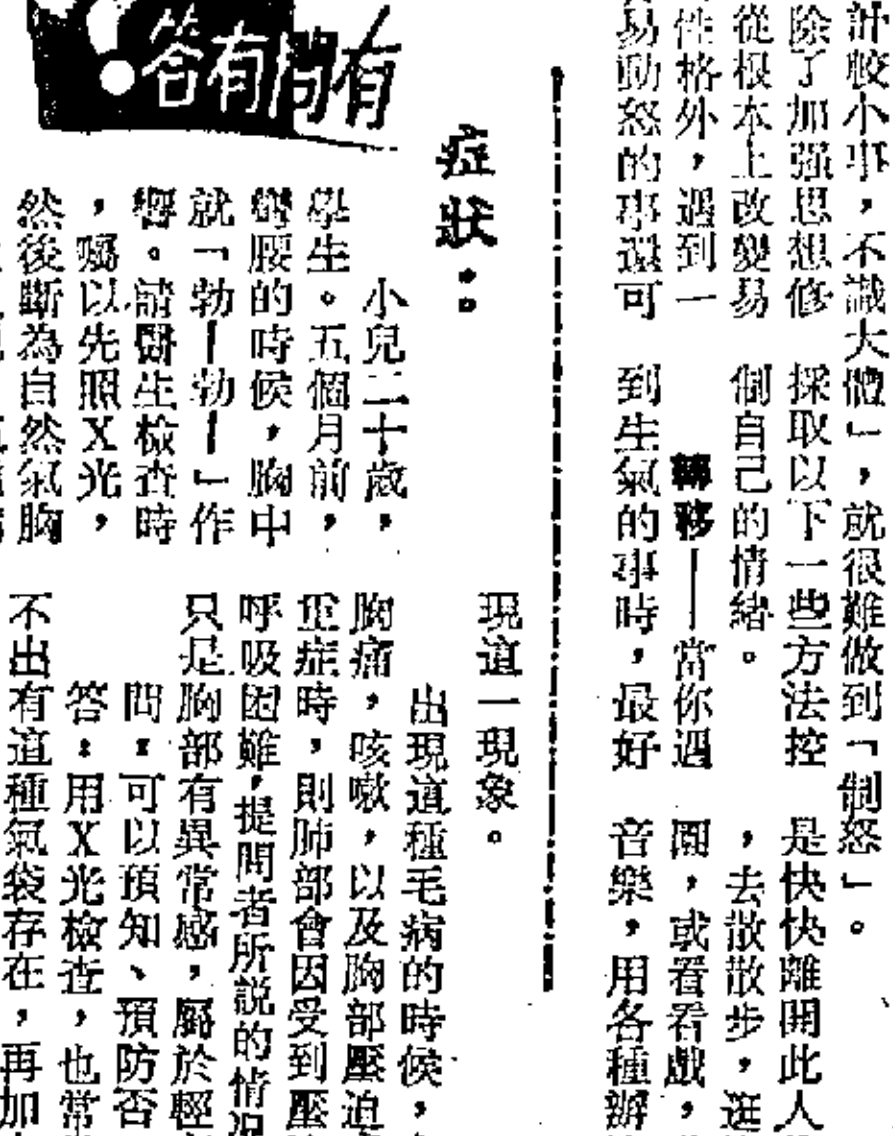 計較小事，不識大體」，就很難做到「制怒」。
除了加强思想修
從根本上改變易
性格外，遇到一
易動怒的事還可
採取以下一些方法控
制自己的情緒。
轉移——當你遇
到生氣的事時，最好
是快快離開此人
，去散散步，逛
園，或看看戲，
音樂，用各種辦
有問有答
症狀：
小兒二十歲，
學生。五個月前，
彎腰的時候，胸中
就「勃—勃—」作
響。請醫生檢查時
，囑以先照X光，
然後斷為自然氣胸
現這一現象。
出現這種毛病的時候，
胸痛，咳嗽，以及胸部壓迫
重症時，則肺部會因受到壓
呼吸困難，提問者所説的情况
只是胸部有異常感，屬於輕
問：可以預知、預防否
答：用X光檢查，也常
不出有這種氣袋存在，再加